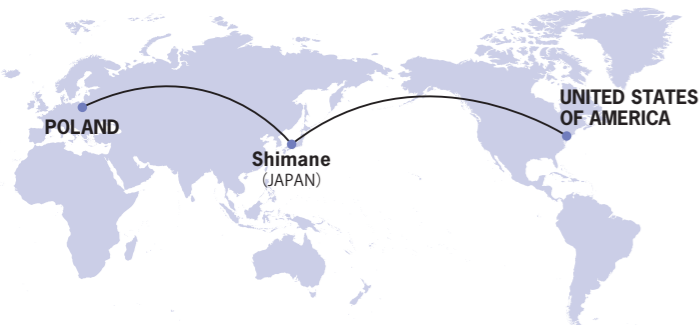 POLAND
Shimane
(JAPAN)
UNITED STATES
OF AMERICA